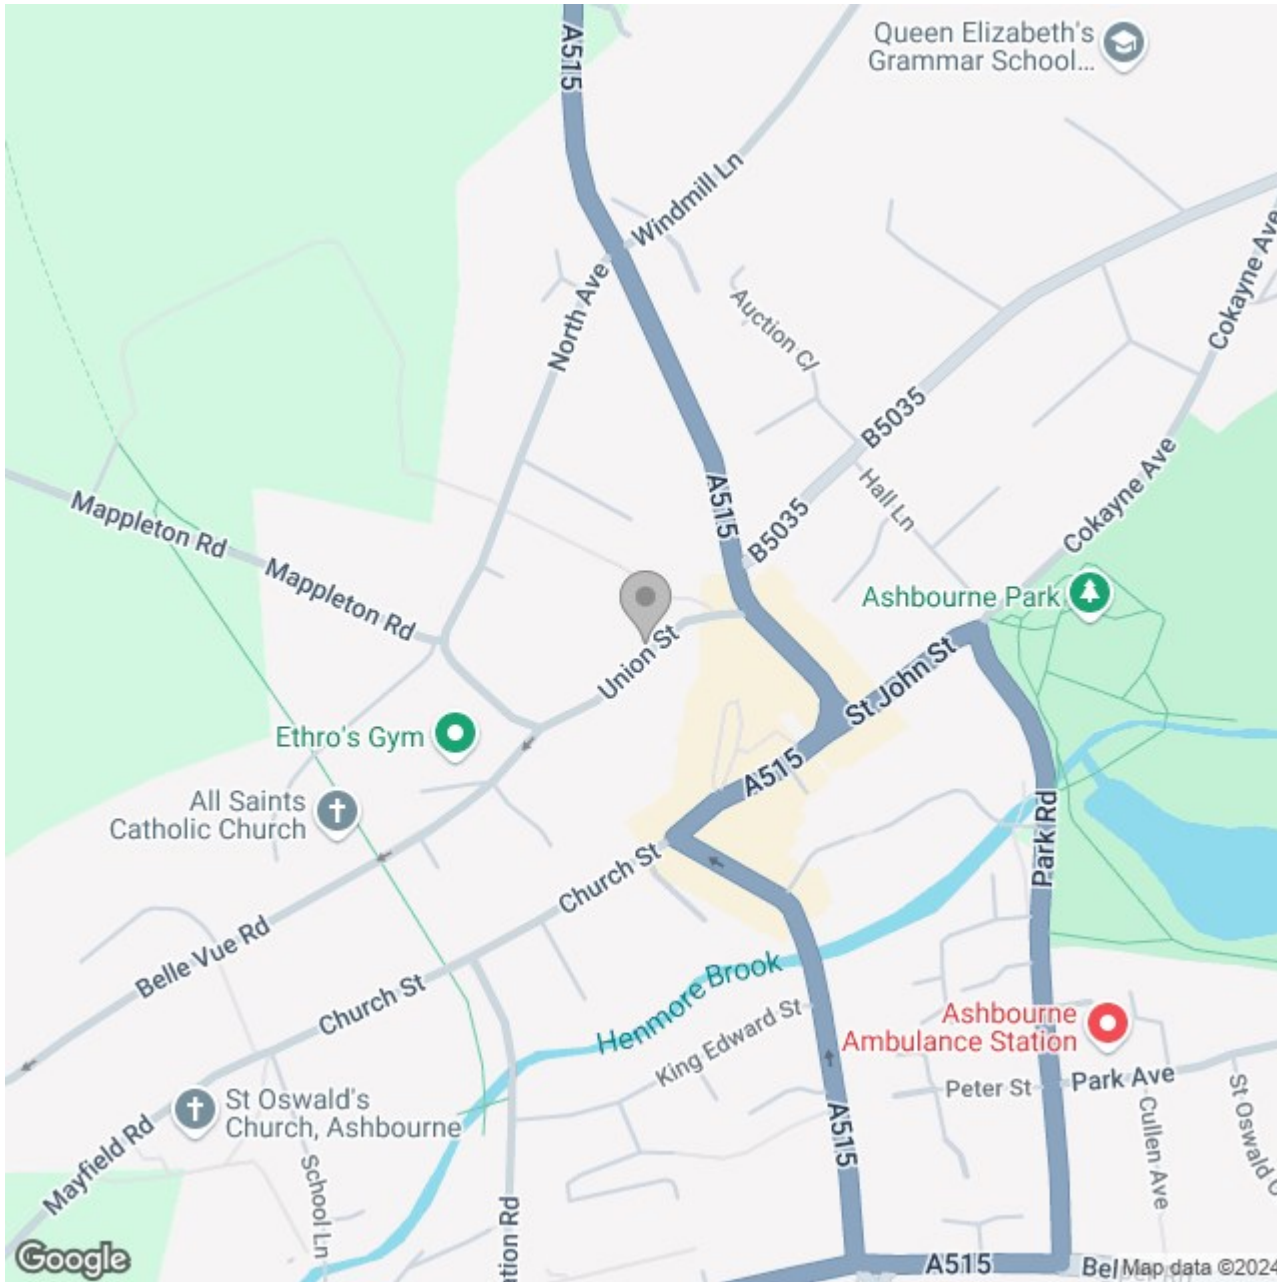 A515
Queen Elizabeth's
Grammar School...
Windmill Ln
North Ave
Cokayne Ave
Auction Cl
B5035
A515
B5035
Hall Ln
Cokayne Ave
Mappleton Rd
Mappleton Rd
Ashbourne Park
Union St
St John St
Ethro's Gym
A515
All Saints
Catholic Church
Park Rd
Church St
Belle Vue Rd
Church St
Henmore Brook
King Edward St
Ashbourne
Ambulance Station
Peter St
Park Ave
St Oswald's
Church, Ashbourne
Mayfield Rd
School Ln
A515
Cullen Ave
St Oswald
Rd
A515
Google
Map data ©2024